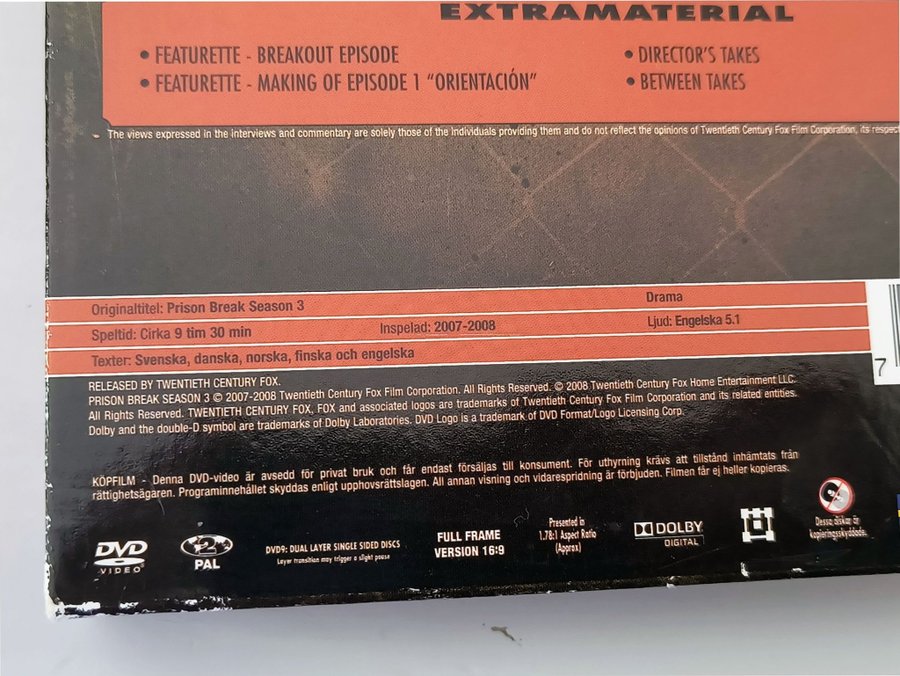 EXTRAMATERIAL
• FEATURETTE - BREAKOUT EPISODE
• DIRECTOR'S TAKES
• FEATURETTE - MAKING OF EPISODE 1 "ORIENTACIÓN"
• BETWEEN TAKES
The views expressed in the interviews and commentary are solely those of the individuals providing them and do not reflect the opinions of Twentieth Century Fox Film Corporation, its respect
Originaltitel: Prison Break Season 3
Drama
Speltid: Cirka 9 tim 30 min
Inspelad: 2007-2008
Ljud: Engelska 5.1
Texter: Svenska, danska, norska, finska och engelska
7
RELEASED BY TWENTIETH CENTURY FOX.
PRISON BREAK SEASON 3 © 2007-2008 Twentieth Century Fox Film Corporation. All Rights Reserved. © 2008 Twentieth Century Fox Home Entertainment LLC.
All Rights Reserved. TWENTIETH CENTURY FOX, FOX and associated logos are trademarks of Twentieth Century Fox Film Corporation and its related entities.
Dolby and the double-D symbol are trademarks of Dolby Laboratories. DVD Logo is a trademark of DVD Format/Logo Licensing Corp.
KÖPFILM - Denna DVD-video är avsedd för privat bruk och får endast försäljas till konsument. För uthyrning krävs att tillstånd inhämtats från
rättighetsägaren. Programinnehållet skyddas enligt upphovsrättslagen. All annan visning och vidarespridning är förbjuden. Filmen får ej heller kopieras.
DVD
VIDEO
2
PAL
DVD9: DUAL LAYER SINGLE SIDED DISCS
Layer transition may trigger a slight pause
FULL FRAME
VERSION 16:9
Presented in
1.78:1 Aspect Ratio
(Approx)
DOLBY
DIGITAL
Dessa diskar är
kopieringsskyddade.